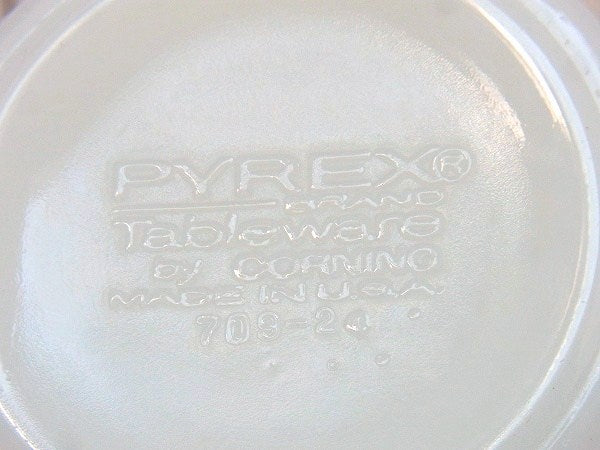 PYREX®
BRAND
Tableware
by CORNING
MADE IN U.S.A.
703-24